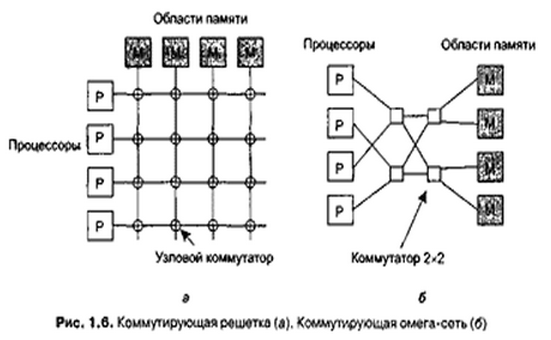 Области памяти
M M M M
P
P
Процессоры
P
P
Узловой коммутатор
а
Процессоры
Области памяти
P M
P M
P M
P M
Коммутатор 2×2
б
Рис. 1.6. Коммутирующая решетка (а). Коммутирующая омега-сеть (б)